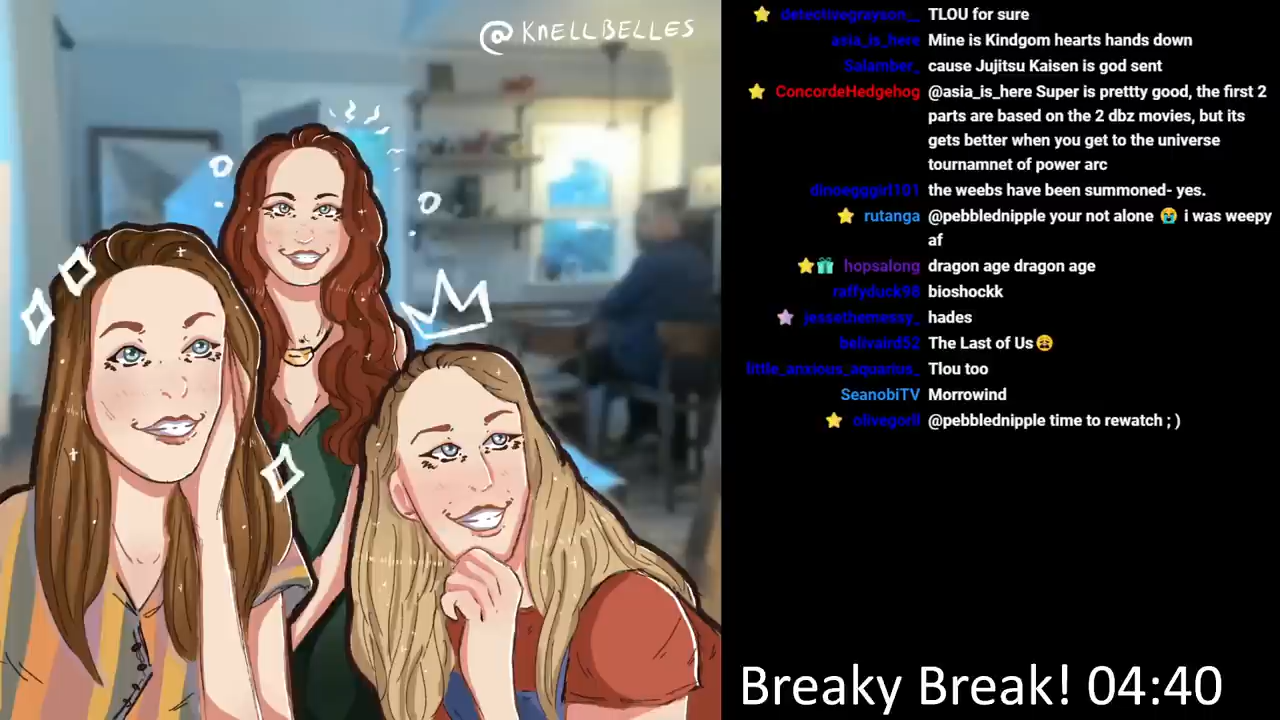 @KNELLBELLES
detectivegrayson__ TLOU for sure
asia_is_here Mine is Kindgom hearts hands down
Salamber_ cause Jujitsu Kaisen is god sent
ConcordeHedgehog @asia_is_here Super is prettty good, the first 2
parts are based on the 2 dbz movies, but its
gets better when you get to the universe
tournamnet of power arc
dinoegggirl101 the weebs have been summoned- yes.
rutanga @pebblednipple your not alone 😭 i was weepy
af
hopsalong dragon age dragon age
raffyduck98 bioshockk
jessethemessy_ hades
belivaird52 The Last of Us😩
little_anxious_aquarius_ Tlou too
SeanobiTV Morrowind
olivegoril @pebblednipple time to rewatch ; )
Breaky Break! 04:40